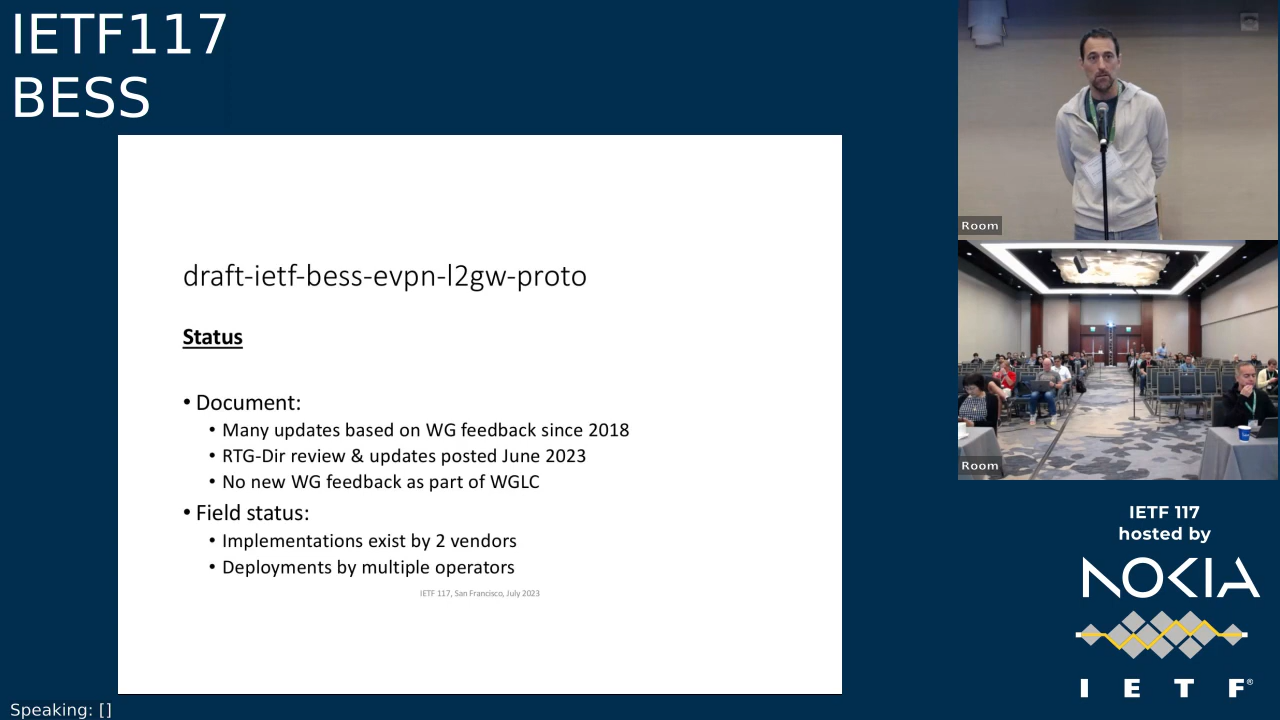 IETF117
BESS
draft-ietf-bess-evpn-l2gw-proto
Status
• Document:
• Many updates based on WG feedback since 2018
• RTG-Dir review & updates posted June 2023
• No new WG feedback as part of WGLC
• Field status:
• Implementations exist by 2 vendors
• Deployments by multiple operators
IETF 117, San Francisco, July 2023
Room
Room
IETF 117
hosted by
NOKIA
I E T F®
Speaking: []